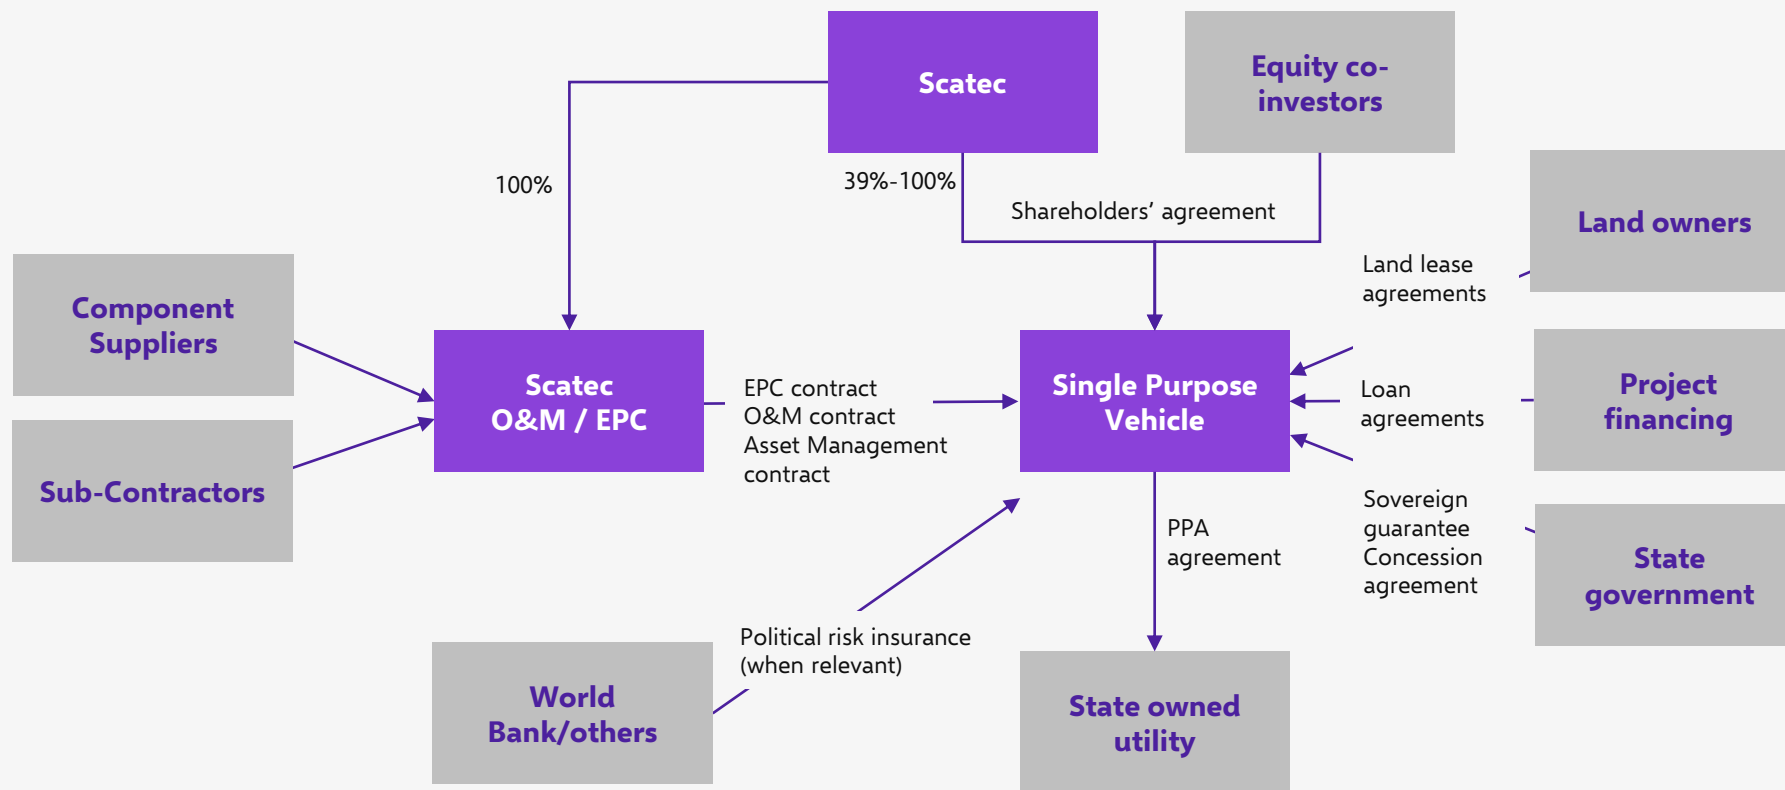 Scatec
Equity co-
investors
100%
39%-100%
Shareholders’ agreement
Land owners
Land lease
agreements
Component
Suppliers
Scatec
O&M / EPC
EPC contract
O&M contract
Asset Management
contract
Single Purpose
Vehicle
Loan
agreements
Project
financing
Sub-Contractors
Sovereign
guarantee
Concession
agreement
PPA
agreement
State
government
Political risk insurance
(when relevant)
World
Bank/others
State owned
utility